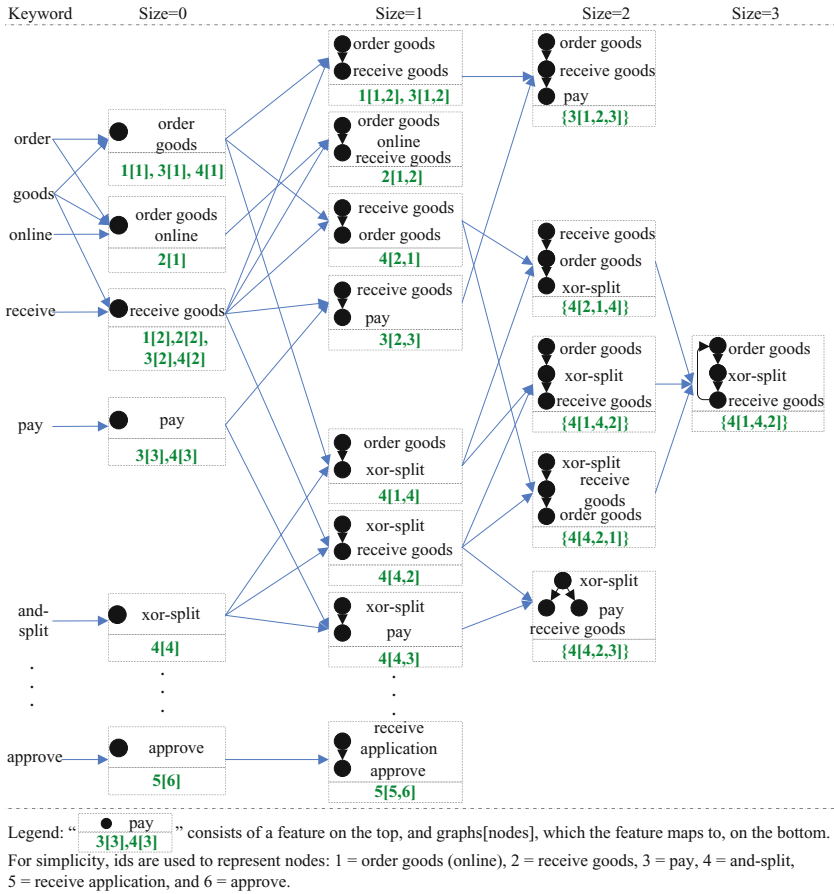 Keyword Size=0 Size=1 Size=2 Size=3
order
goods
online
receive
pay
and-
split
approve
order
goods
1[1], 3[1], 4[1]
order goods
online
2[1]
receive goods
1[2],2[2],
3[2],4[2]
pay
3[3],4[3]
xor-split
4[4]
approve
5[6]
order goods
receive goods
1[1,2], 3[1,2]
order goods
online
receive goods
2[1,2]
receive goods
order goods
4[2,1]
receive goods
pay
3[2,3]
order goods
xor-split
4[1,4]
xor-split
receive goods
4[4,2]
xor-split
pay
4[4,3]
receive
application
approve
5[5,6]
order goods
receive goods
pay
{3[1,2,3]}
receive goods
order goods
xor-split
{4[2,1,4]}
order goods
xor-split
receive goods
{4[1,4,2]}
xor-split
receive
goods
order goods
{4[4,2,1]}
xor-split
pay
receive goods
{4[4,2,3]}
order goods
xor-split
receive goods
{4[1,4,2]}
Legend: “ pay ” consists of a feature on the top, and graphs[nodes], which the feature maps to, on the bottom.
3[3],4[3]
For simplicity, ids are used to represent nodes: 1 = order goods (online), 2 = receive goods, 3 = pay, 4 = and-split,
5 = receive application, and 6 = approve.